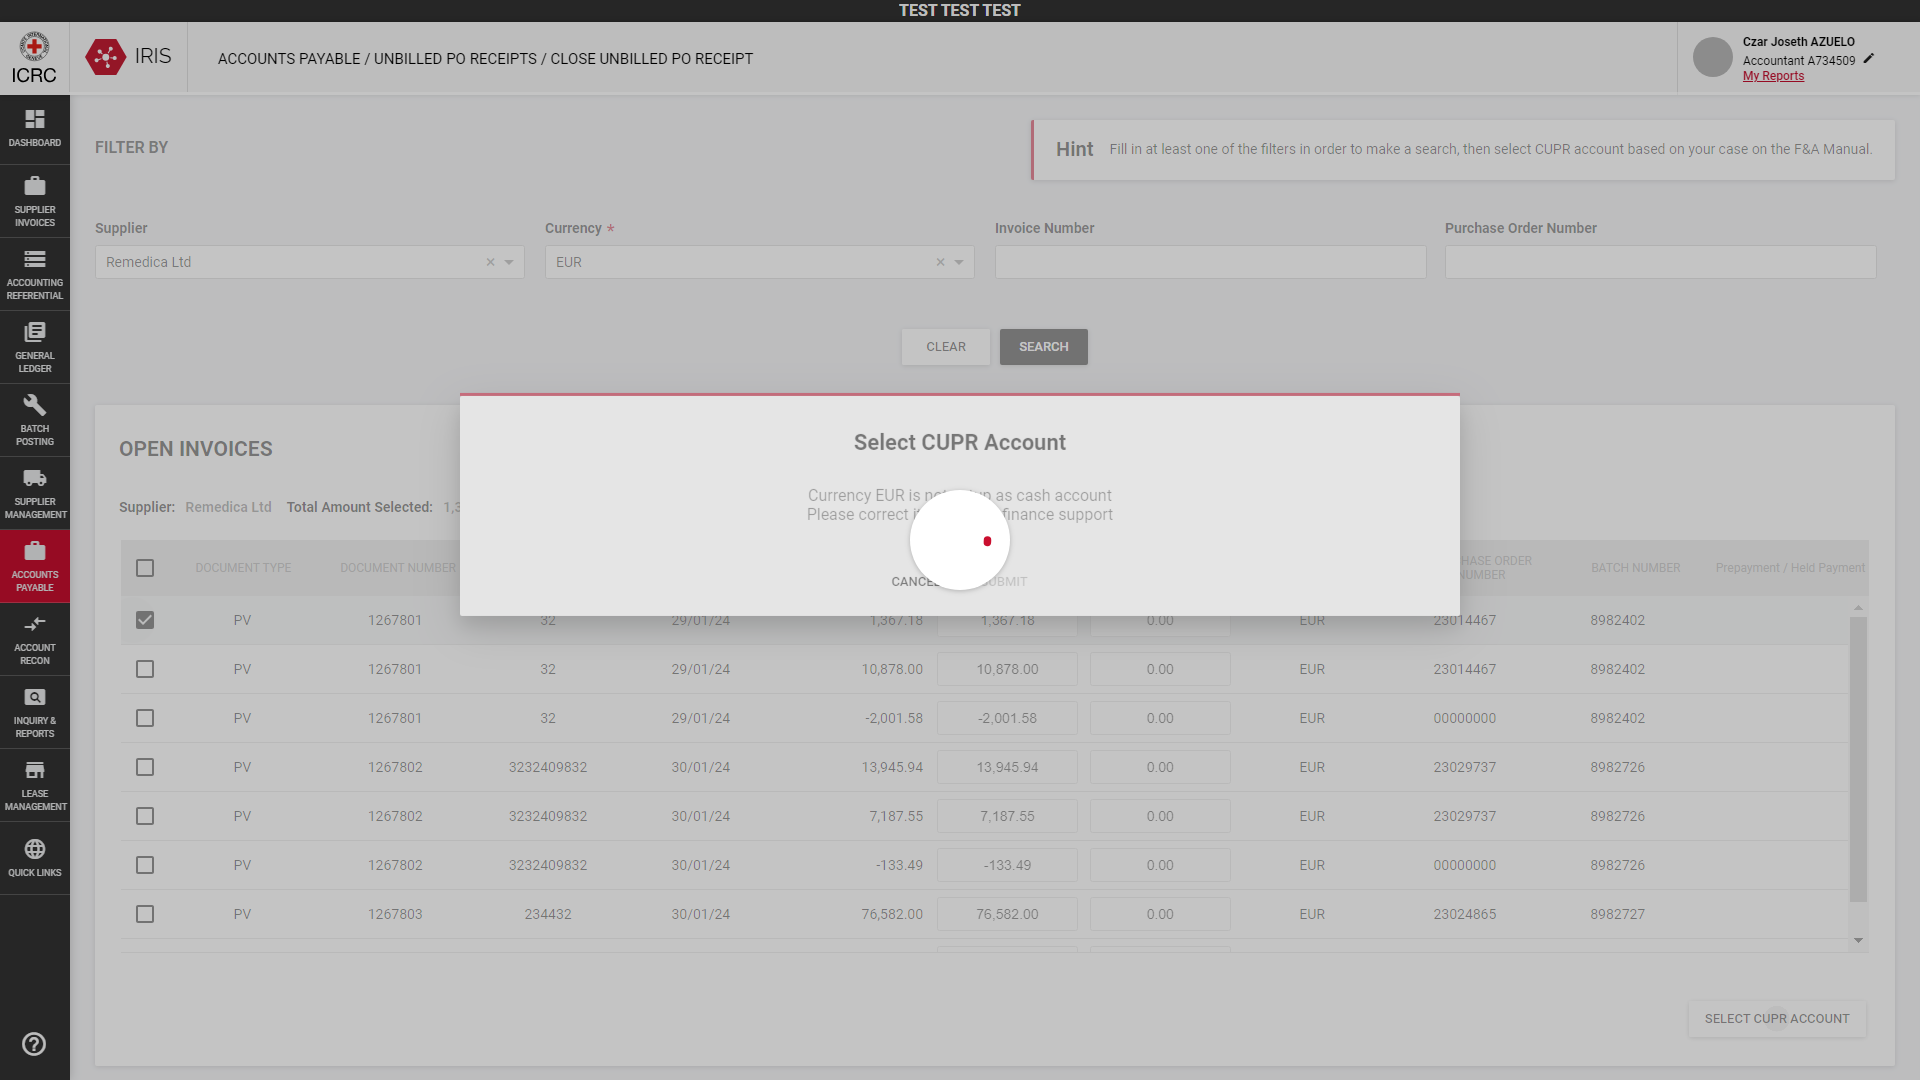 TEST TEST TEST
ICRC
IRIS
ACCOUNTS PAYABLE / UNBILLED PO RECEIPTS / CLOSE UNBILLED PO RECEIPT
Czar Joseth AZUELO
Accountant A734509
My Reports
DASHBOARD
SUPPLIER
INVOICES
ACCOUNTING
REFERENTIAL
GENERAL
LEDGER
BATCH
POSTING
SUPPLIER
MANAGEMENT
ACCOUNTS
PAYABLE
ACCOUNT
RECON
INQUIRY &
REPORTS
LEASE
MANAGEMENT
QUICK LINKS
FILTER BY
Hint Fill in at least one of the filters in order to make a search, then select CUPR account based on your case on the F&A Manual.
Supplier Currency * Invoice Number Purchase Order Number
Remedica Ltd EUR
CLEAR SEARCH
OPEN INVOICES
Supplier: Remedica Ltd Total Amount Selected: 1,3
Select CUPR Account
Currency EUR is as cash account
Please correct finance support
CANCEL SUBMIT
DOCUMENT TYPE DOCUMENT NUMBER NUMBER BATCH NUMBER Prepayment / Held Payment
PV 1267801 32 29/01/24 1,367.18 1,367.18 0.00 EUR 23014467 8982402
PV 1267801 32 29/01/24 10,878.00 10,878.00 0.00 EUR 23014467 8982402
PV 1267801 32 29/01/24 -2,001.58 -2,001.58 0.00 EUR 00000000 8982402
PV 1267802 3232409832 30/01/24 13,945.94 13,945.94 0.00 EUR 23029737 8982726
PV 1267802 3232409832 30/01/24 7,187.55 7,187.55 0.00 EUR 23029737 8982726
PV 1267802 3232409832 30/01/24 -133.49 -133.49 0.00 EUR 00000000 8982726
PV 1267803 234432 30/01/24 76,582.00 76,582.00 0.00 EUR 23024865 8982727
SELECT CUPR ACCOUNT